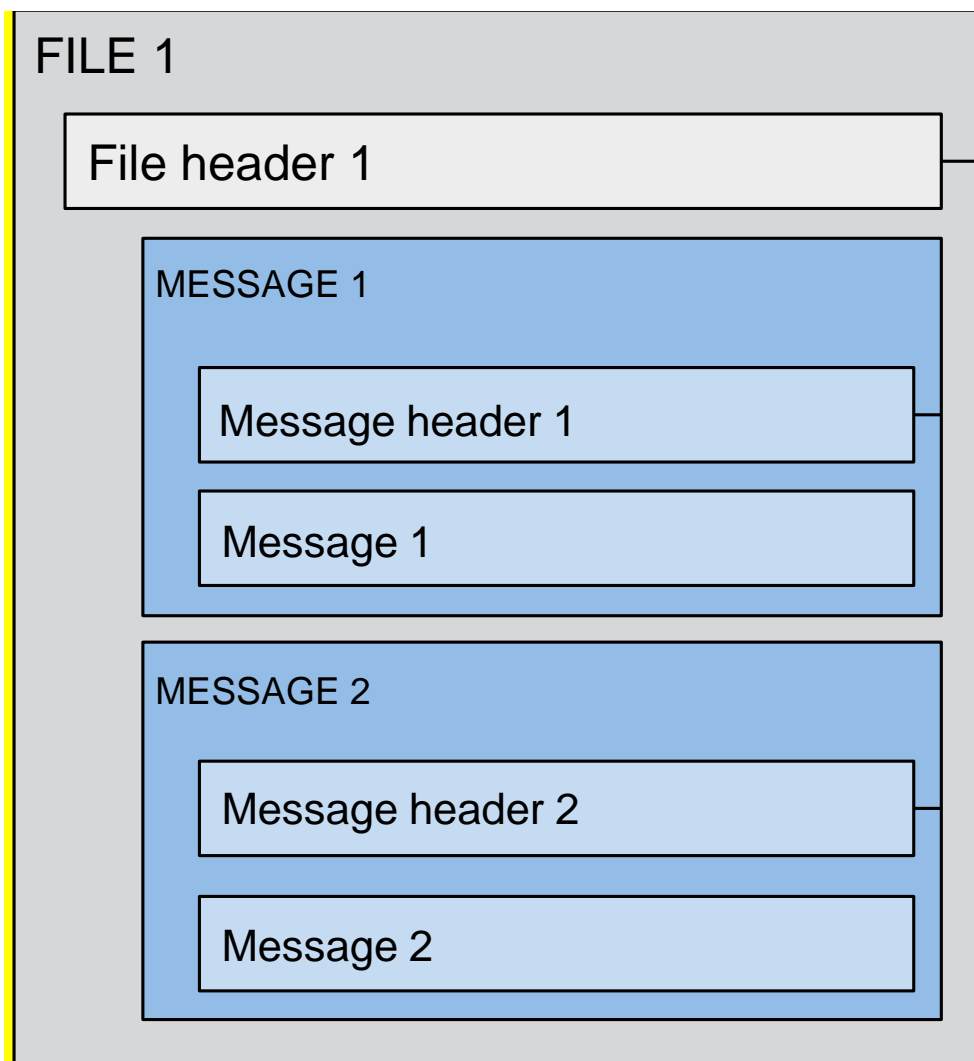 FILE 1
File header 1
MESSAGE 1
Message header 1
Message 1
MESSAGE 2
Message header 2
Message 2